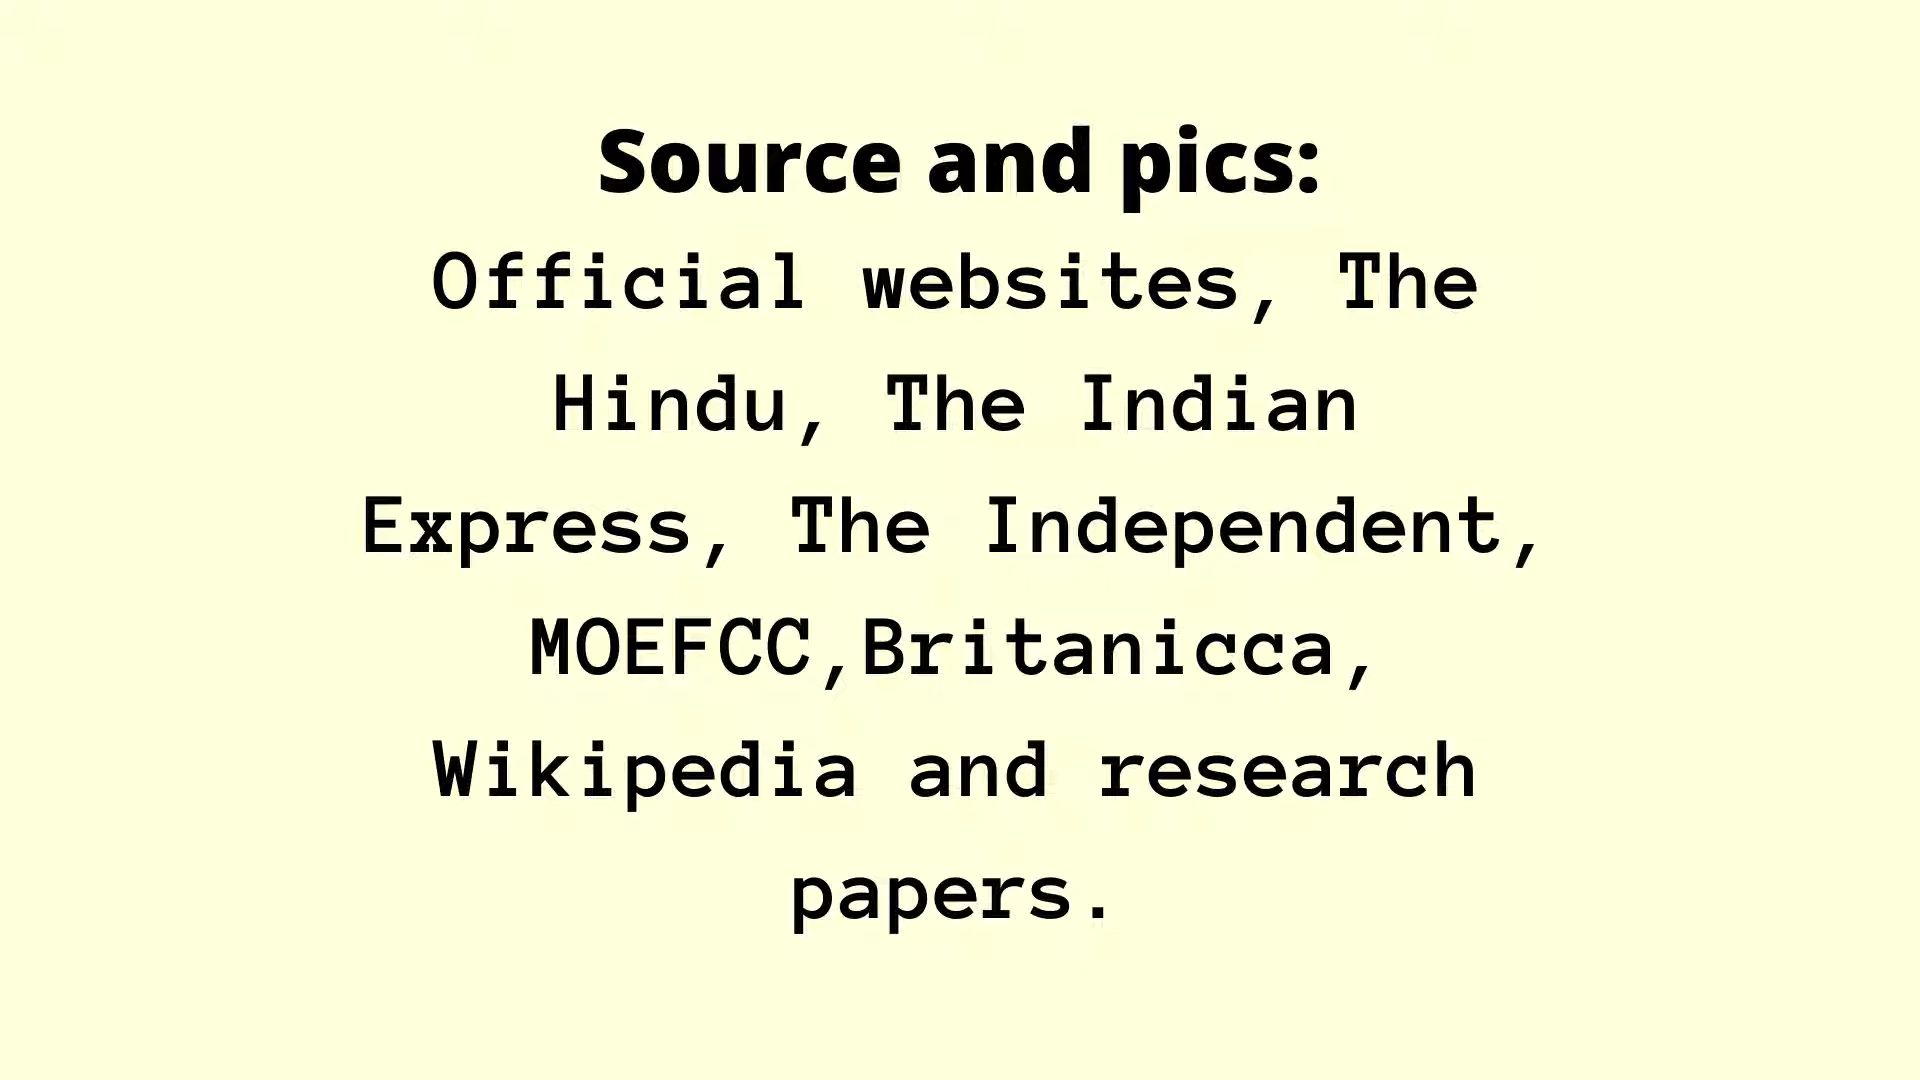 Source and pics:
Official websites, The
Hindu, The Indian
Express, The Independent,
MOEFCC,Britanicca,
Wikipedia and research
papers.